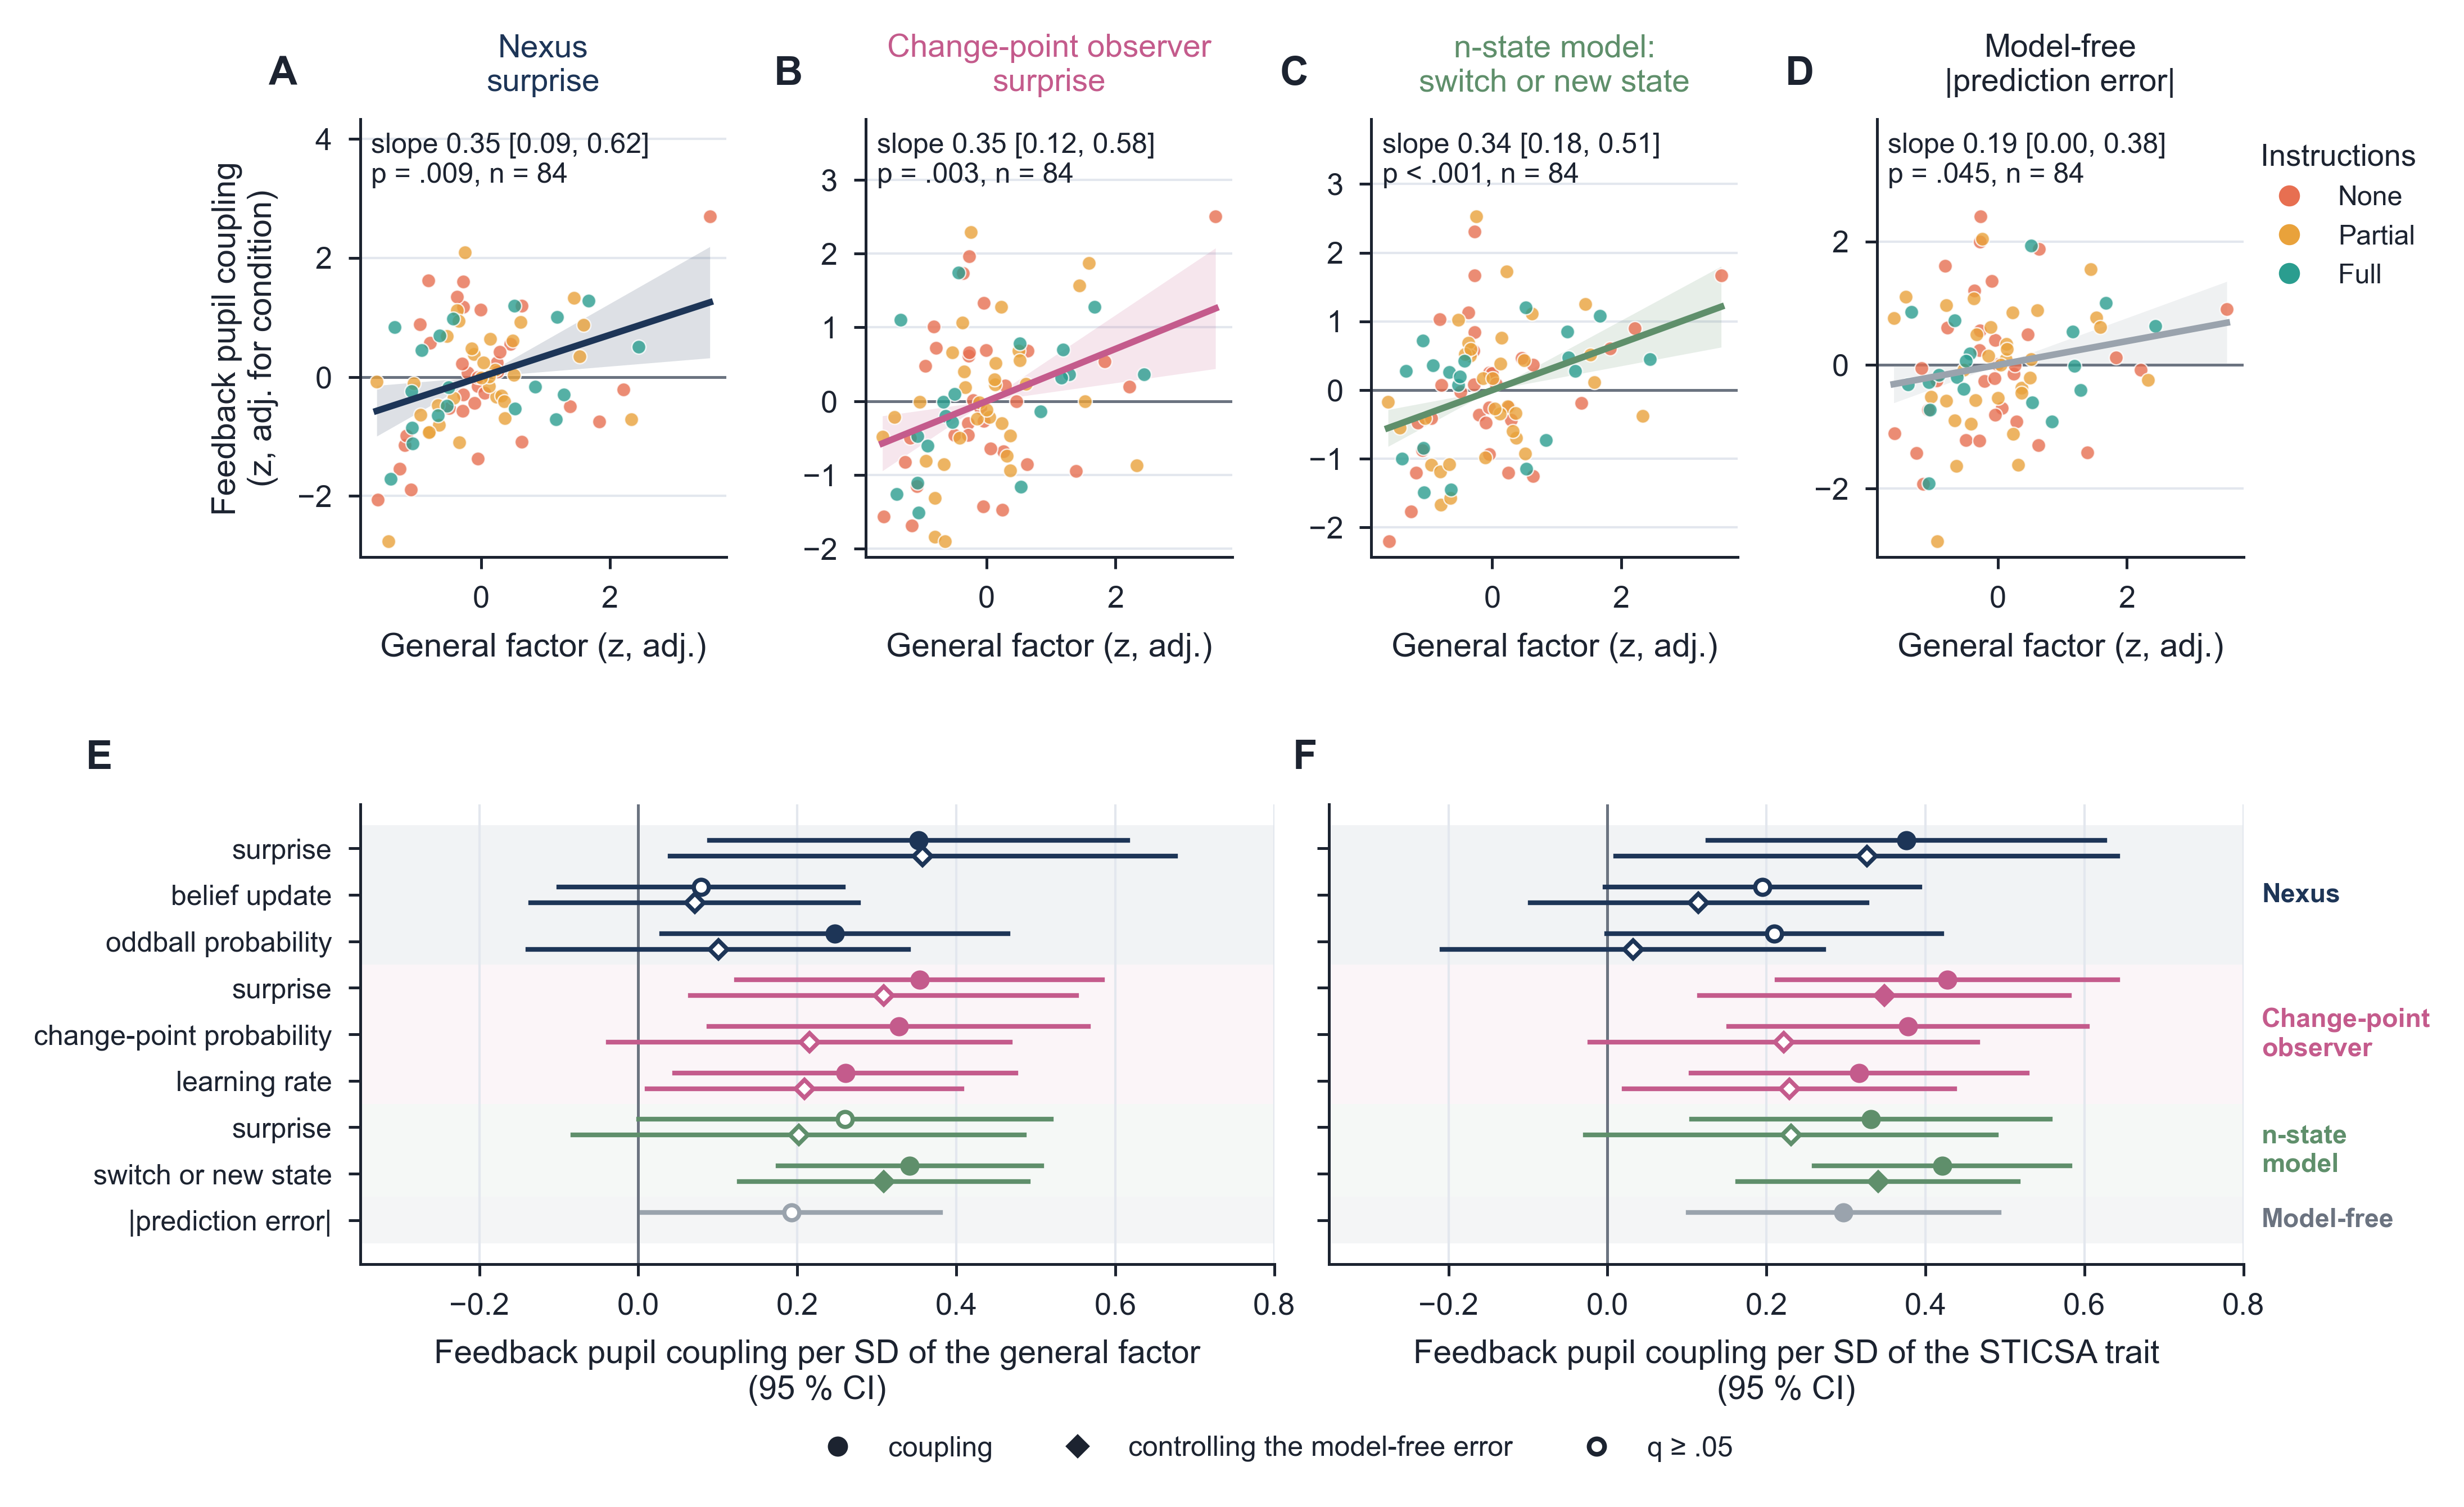 A
Nexus
surprise
B
Change-point observer
surprise
C
n-state model:
switch or new state
D
Model-free
|prediction error|
Feedback pupil coupling
(z, adj. for condition)
slope 0.35 [0.09, 0.62]
p = .009, n = 84
4
2
0
−2
0
2
General factor (z, adj.)
slope 0.35 [0.12, 0.58]
p = .003, n = 84
3
2
1
0
−1
−2
0
2
General factor (z, adj.)
slope 0.34 [0.18, 0.51]
p < .001, n = 84
3
2
1
0
−1
−2
0
2
General factor (z, adj.)
slope 0.19 [0.00, 0.38]
p = .045, n = 84
2
0
−2
0
2
General factor (z, adj.)
Instructions
None
Partial
Full
E
surprise
belief update
oddball probability
surprise
change-point probability
learning rate
surprise
switch or new state
|prediction error|
−0.2
0.0
0.2
0.4
0.6
0.8
Feedback pupil coupling per SD of the general factor
(95 % CI)
F
Nexus
Change-point
observer
n-state
model
Model-free
−0.2
0.0
0.2
0.4
0.6
0.8
Feedback pupil coupling per SD of the STICSA trait
(95 % CI)
coupling
controlling the model-free error
q ≥ .05